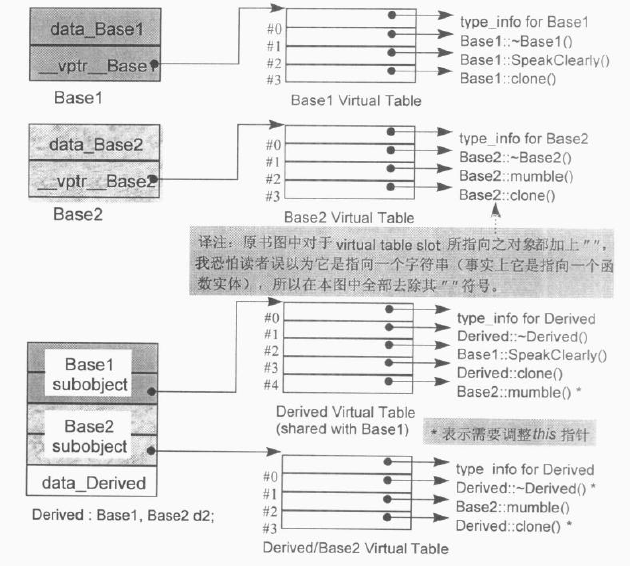 data_Base1
__vptr__Base1
Base1
#0
#1
#2
#3
type_info for Base1
Base1::~Base1()
Base1::SpeakClearly()
Base1::clone()
Base1 Virtual Table
data_Base2
__vptr__Base2
Base2
#0
#1
#2
#3
type_info for Base2
Base2::~Base2()
Base2::mumble()
Base2::clone()
Base2 Virtual Table
译注：原书图中对于 virtual table slot 所指向之对象都加上 " "，
我恐怕读者误以为它是指向一个字符串（事实上它是指向一个函
数实体），所以在本图中全部去除其 " " 符号。
Base1
subobject
Base2
subobject
data_Derived
Derived : Base1, Base2 d2;
#0
#1
#2
#3
#4
type_info for Derived
Derived::~Derived()
Base1::SpeakClearly()
Derived::clone()
Base2::mumble() *
Derived Virtual Table
(shared with Base1)
* 表示需要调整 this 指针
#0
#1
#2
#3
type_info for Derived
Derived::~Derived() *
Base2::mumble()
Derived::clone() *
Derived/Base2 Virtual Table